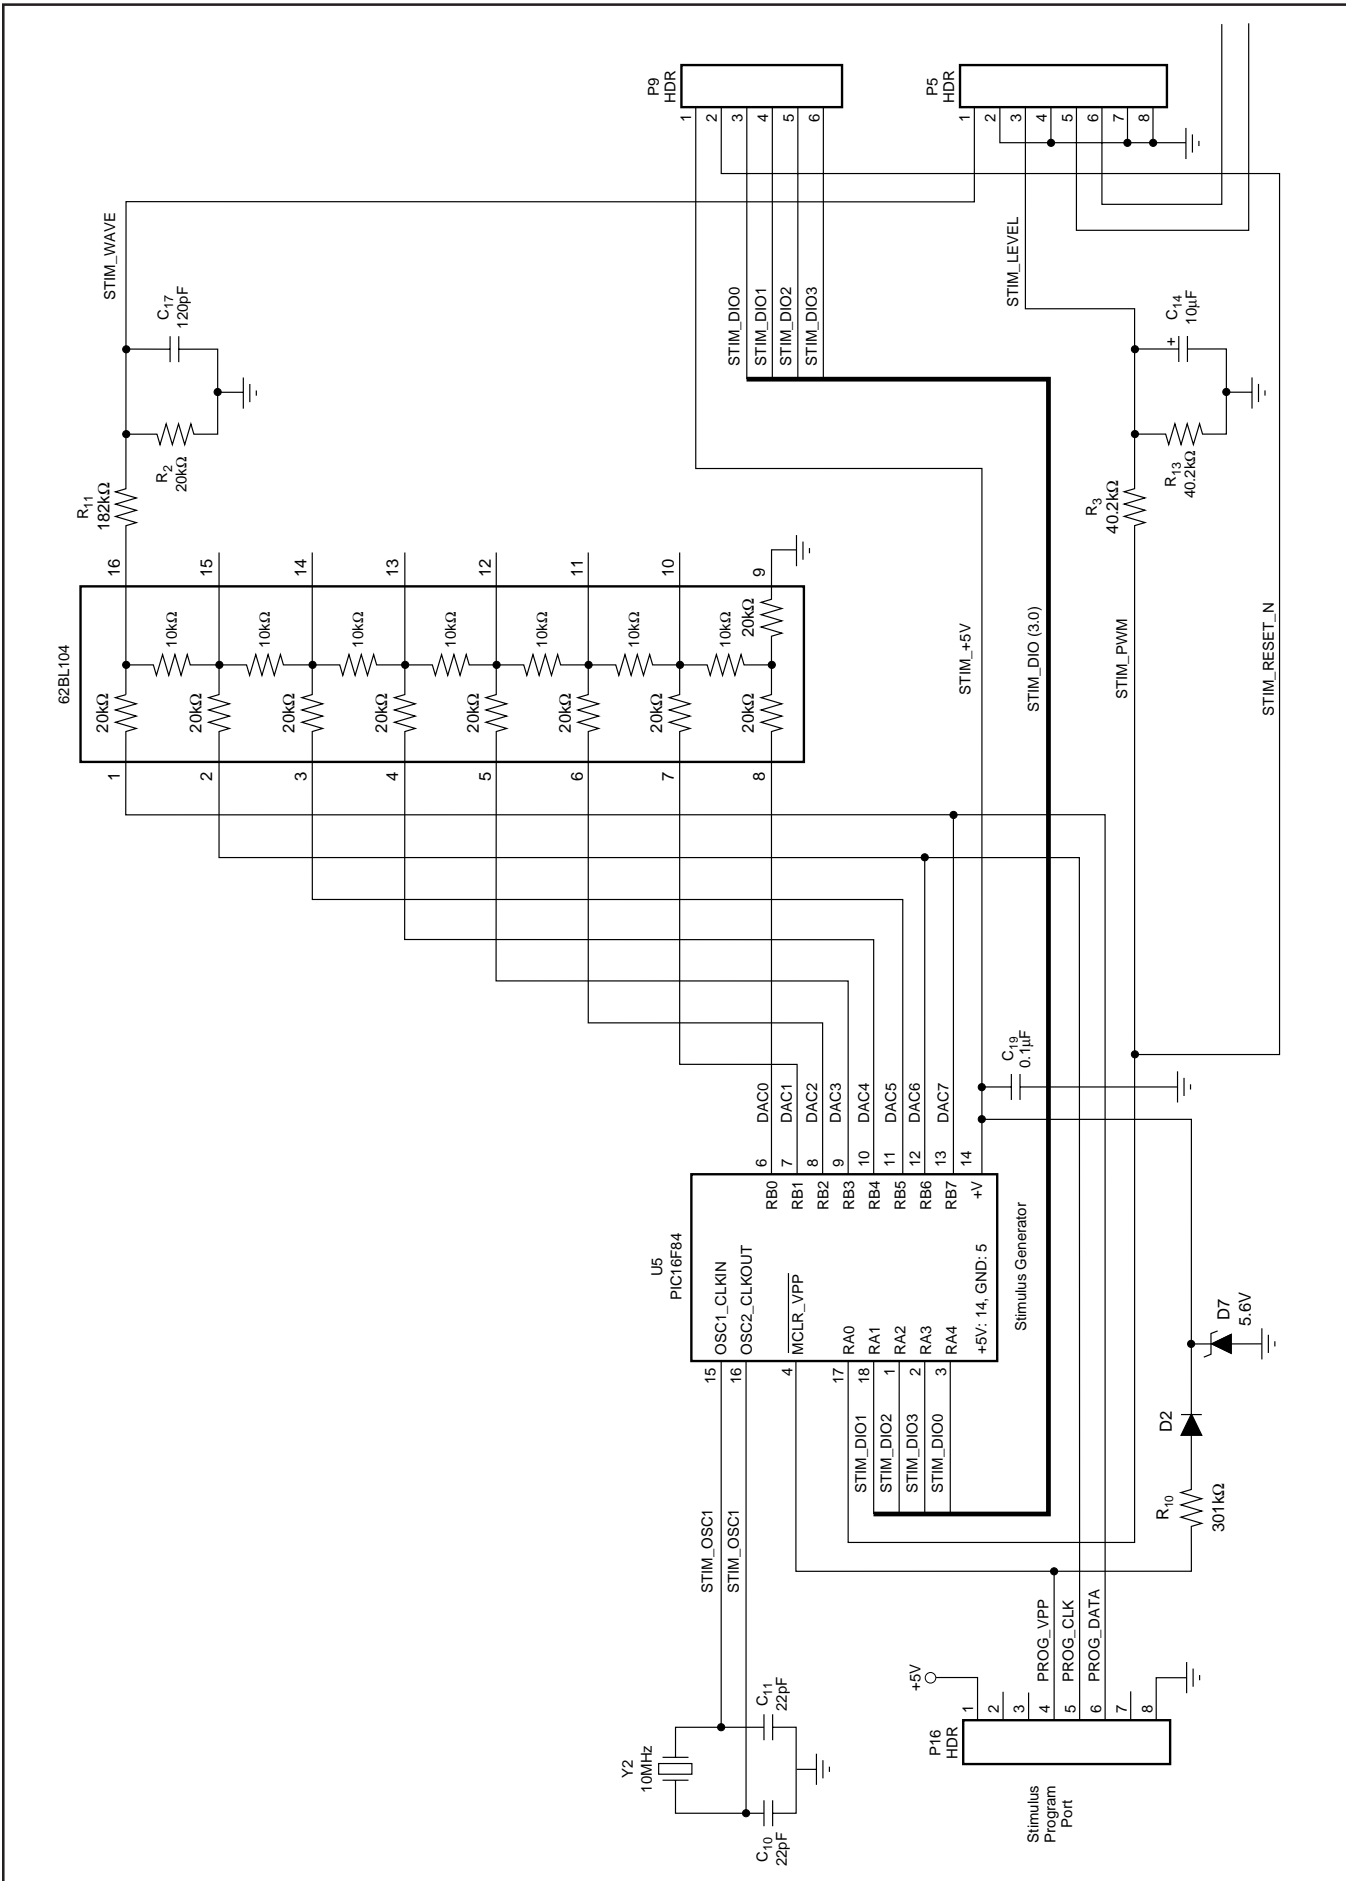 P9
HDR
1
2
3
4
5
6
P5
HDR
1
2
3
4
5
6
7
8
STIM_WAVE
C17
120pF
R2
20kΩ
R11
182kΩ
STIM_DIO0
STIM_DIO1
STIM_DIO2
STIM_DIO3
STIM_LEVEL
+
C14
10µF
R13
40.2kΩ
R3
40.2kΩ
62BL104
16
15
14
13
12
11
10
9
10kΩ
10kΩ
10kΩ
10kΩ
10kΩ
10kΩ
10kΩ
20kΩ
20kΩ
20kΩ
20kΩ
20kΩ
20kΩ
20kΩ
20kΩ
20kΩ
1
2
3
4
5
6
7
8
STIM_+5V
STIM_DIO (3.0)
STIM_PWM
STIM_RESET_N
C19
0.1µF
DAC0
DAC1
DAC2
DAC3
DAC4
DAC5
DAC6
DAC7
6
7
8
9
10
11
12
13
14
U5
PIC16F84
RB0
RB1
RB2
RB3
RB4
RB5
RB6
RB7
+V
OSC1_CLKIN
OSC2_CLKOUT
MCLR_VPP
RA0
RA1
RA2
RA3
RA4
+5V: 14, GND: 5
Stimulus Generator
15
16
4
17
18
1
2
3
STIM_DIO1
STIM_DIO2
STIM_DIO3
STIM_DIO0
D7
5.6V
D2
R10
301kΩ
STIM_OSC1
STIM_OSC1
Y2
10MHz
C11
22pF
C10
22pF
+5V
PROG_VPP
PROG_CLK
PROG_DATA
1
2
3
4
5
6
7
8
P16
HDR
Stimulus
Program
Port